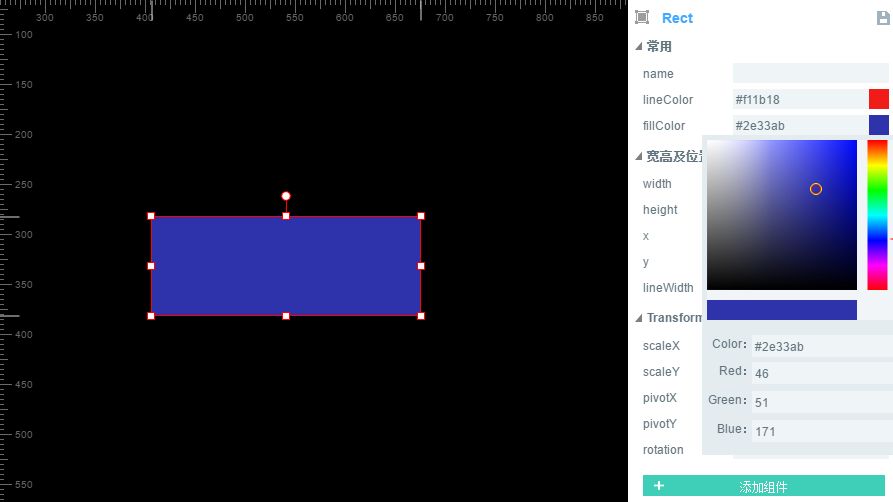 300 350 400 450 500 550 600 650 700 750 800 850
100
150
200
250
300
350
400
450
500
550
Rect
常用
name
lineColor #f11b18
fillColor #2e33ab
宽高及位
width
height
x
y
lineWidth
Transform
scaleX
scaleY
pivotX
pivotY
rotation
Color: #2e33ab
Red: 46
Green: 51
Blue: 171
+ 添加组件